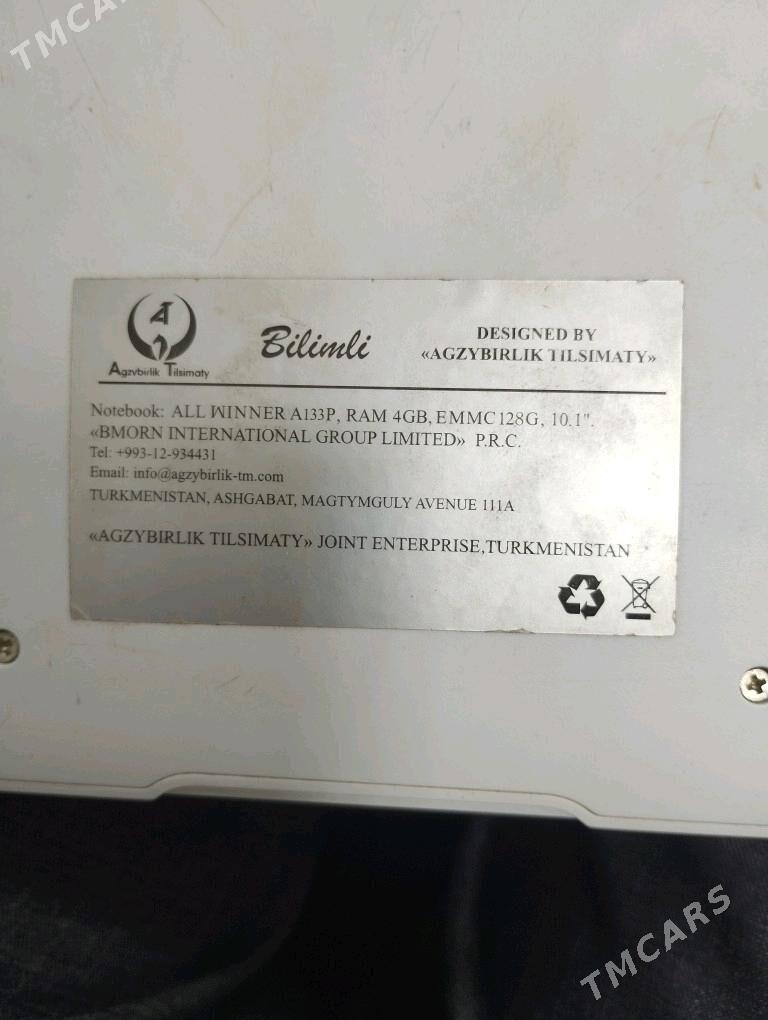 TMCARS
Agzybirlik Tilsimaty
Bilimli
DESIGNED BY
«AGZYBIRLIK TILSIMATY»
Notebook: ALL WINNER A133P, RAM 4GB, EMMC128G, 10.1".
«BMORN INTERNATIONAL GROUP LIMITED» P.R.C.
Tel: +993-12-934431
Email: info@agzybirlik-tm.com
TURKMENISTAN, ASHGABAT, MAGTYMGULY AVENUE 111A
«AGZYBIRLIK TILSIMATY» JOINT ENTERPRISE,TURKMENISTAN
TMCARS